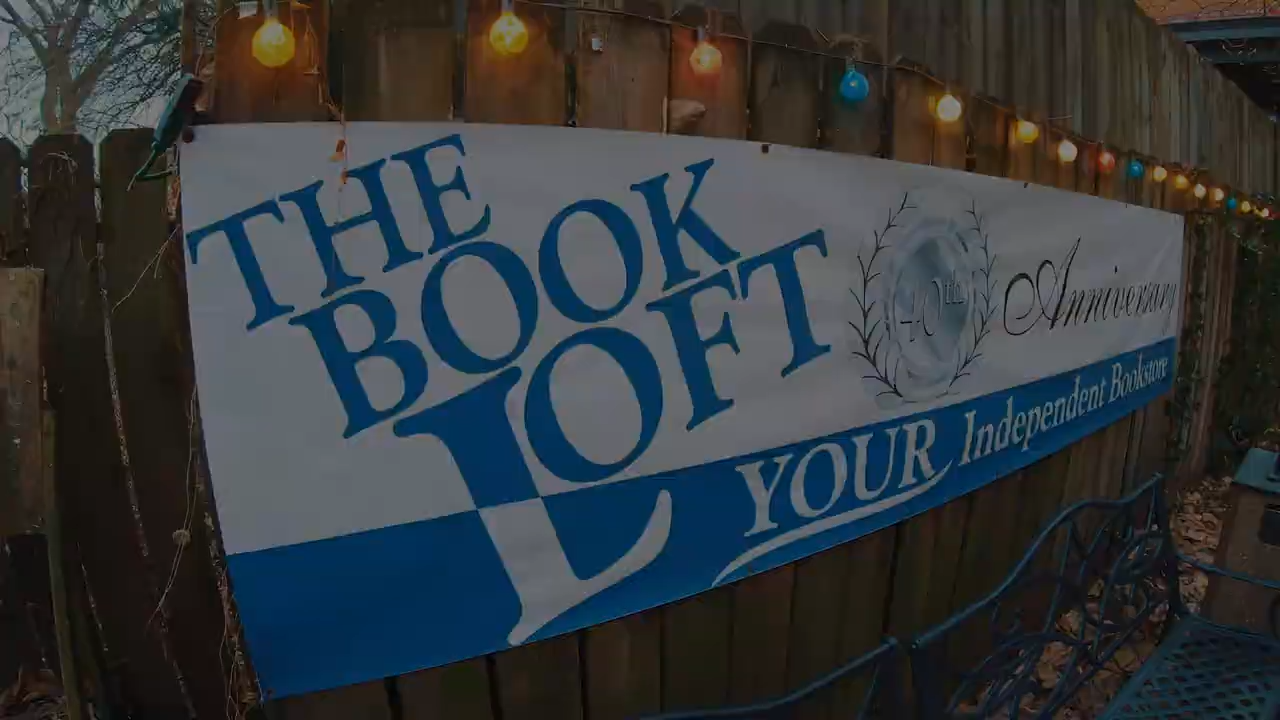 THE
BOOK
LOFT
40th
Anniversary
YOUR Independent Bookstore